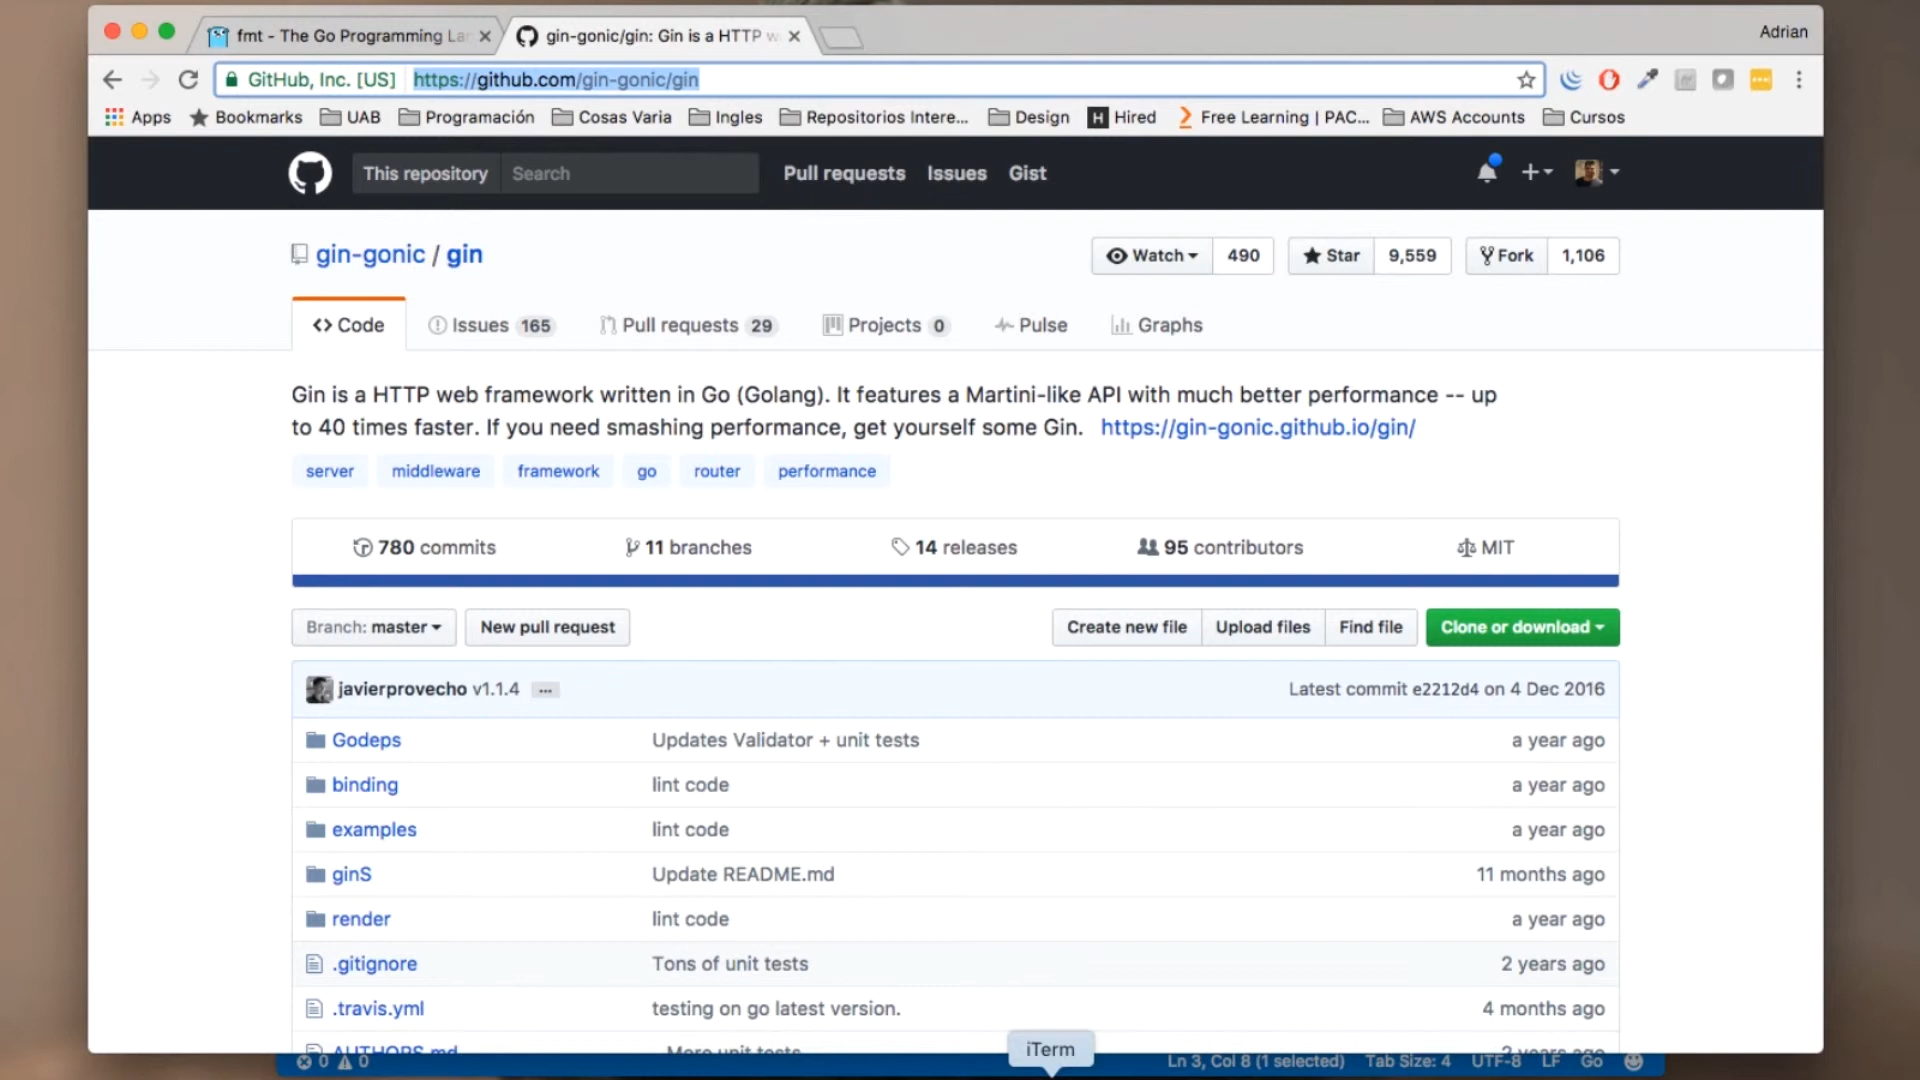 fmt - The Go Programming La
gin-gonic/gin: Gin is a HTTP w
Adrian
GitHub, Inc. [US] https://github.com/gin-gonic/gin
Apps Bookmarks UAB Programación Cosas Varia Ingles Repositorios Intere... Design Hired Free Learning | PAC... AWS Accounts Cursos
This repository Search Pull requests Issues Gist
gin-gonic / gin
Watch 490 Star 9,559 Fork 1,106
Code Issues 165 Pull requests 29 Projects 0 Pulse Graphs
Gin is a HTTP web framework written in Go (Golang). It features a Martini-like API with much better performance -- up
to 40 times faster. If you need smashing performance, get yourself some Gin. https://gin-gonic.github.io/gin/
server middleware framework go router performance
780 commits 11 branches 14 releases 95 contributors MIT
Branch: master New pull request Create new file Upload files Find file Clone or download
javierprovecho v1.1.4 ... Latest commit e2212d4 on 4 Dec 2016
Godeps Updates Validator + unit tests a year ago
binding lint code a year ago
examples lint code a year ago
ginS Update README.md 11 months ago
render lint code a year ago
.gitignore Tons of unit tests 2 years ago
.travis.yml testing on go latest version. 4 months ago
AUTHORS.md More unit tests 2 years ago
iTerm
0 0 Ln 3, Col 8 (1 selected) Tab Size: 4 UTF-8 LF Go